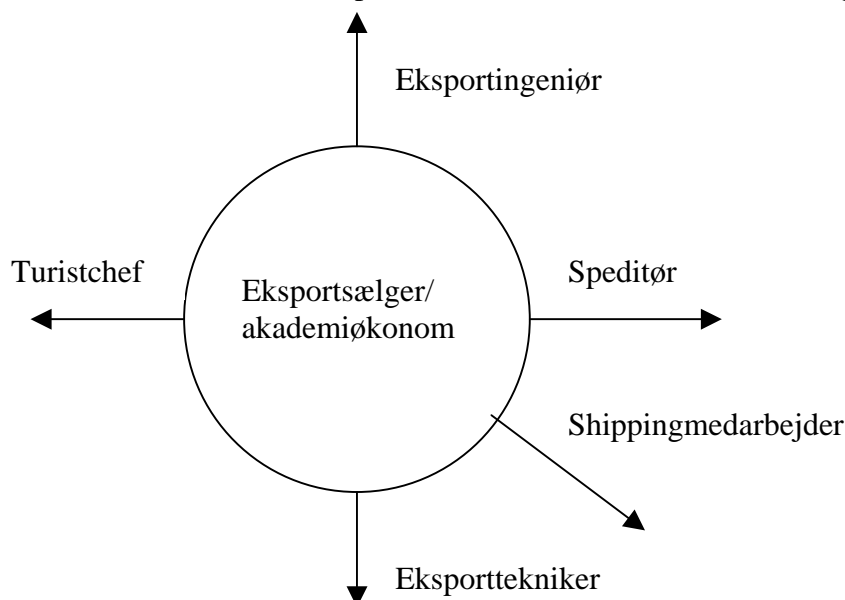 Eksportingeniør
Turistchef
Speditør
Eksportsælger/
akademiøkonom
Shippingmedarbejder
Eksporttekniker